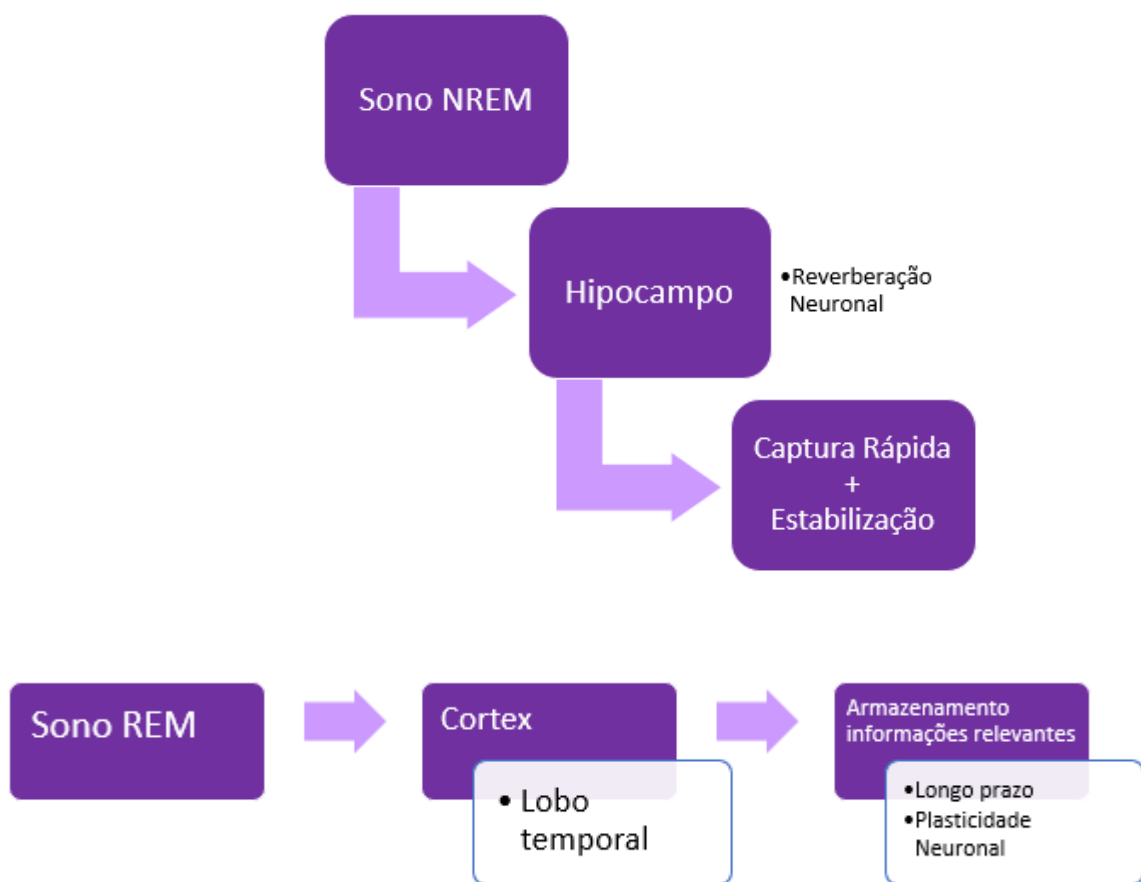 Sono NREM
Hipocampo
•Reverberação
Neuronal
Captura Rápida
+
Estabilização
Sono REM
Cortex
• Lobo
temporal
Armazenamento
informações relevantes
•Longo prazo
•Plasticidade
Neuronal